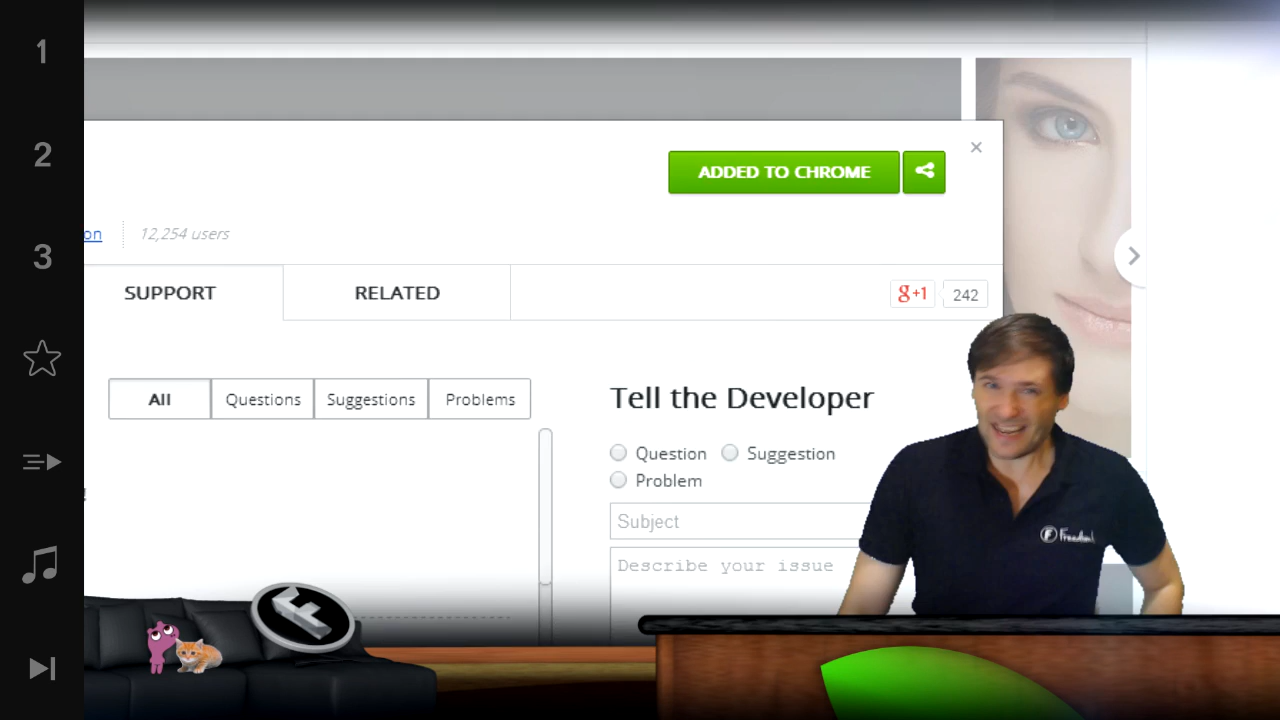 1
2
3
ADDED TO CHROME
on
12,254 users
SUPPORT
RELATED
g+1
242
All
Questions
Suggestions
Problems
Tell the Developer
Question
Suggestion
Problem
Subject
Describe your issue
!
F
Freedom!